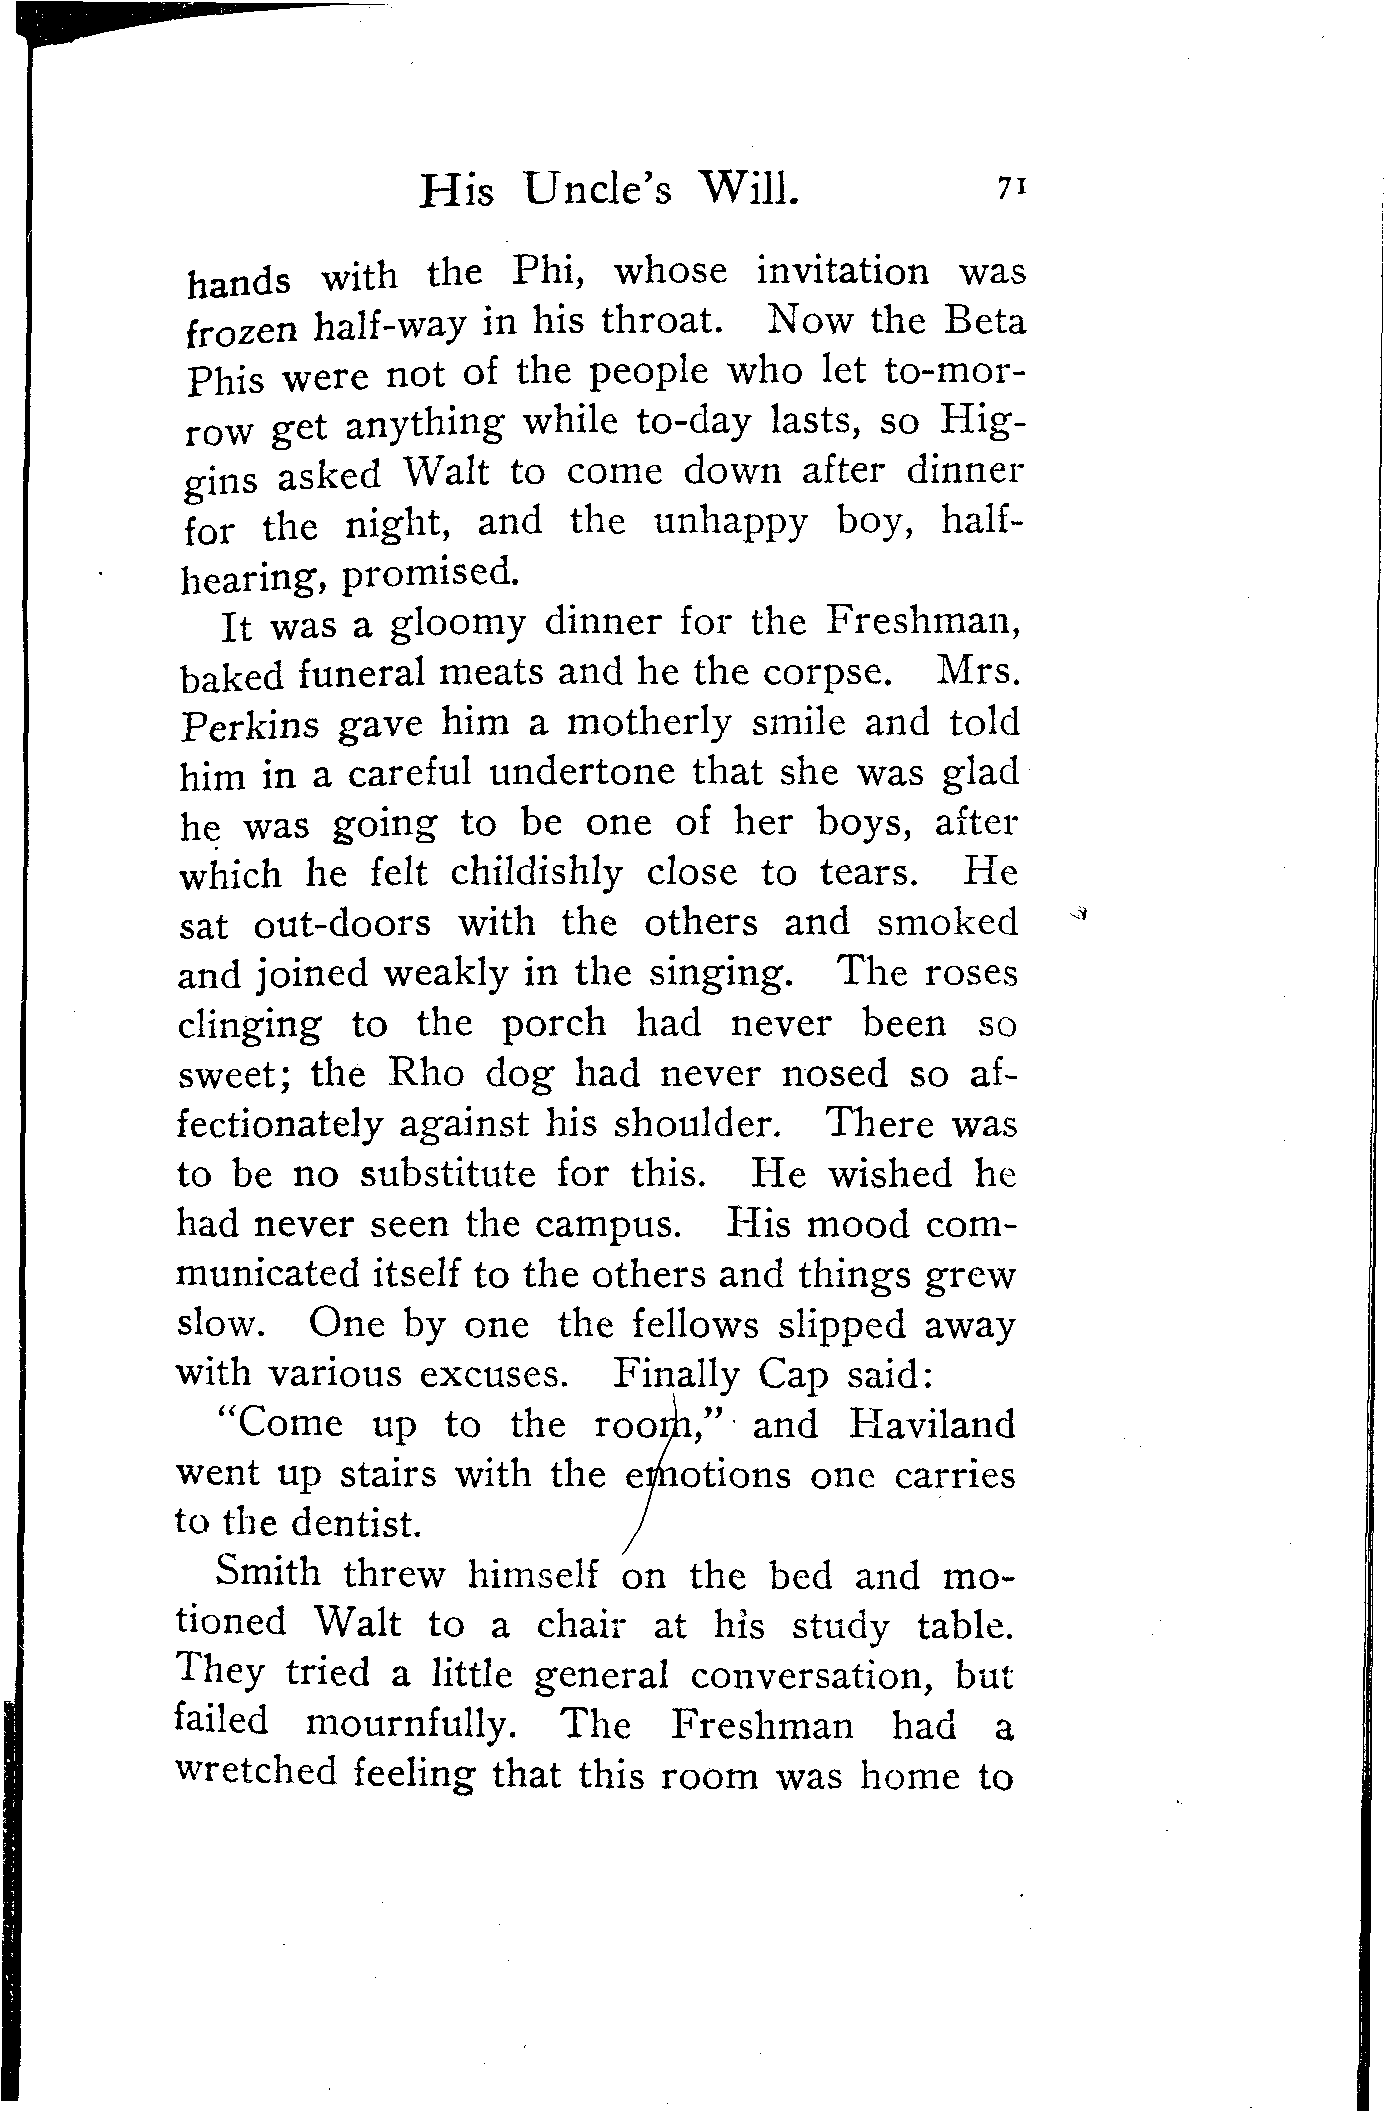 His Uncle's Will. 71
hands with the Phi, whose invitation was
frozen half-way in his throat. Now the Beta
Phis were not of the people who let to-mor-
row get anything while to-day lasts, so Hig-
gins asked Walt to come down after dinner
for the night, and the unhappy boy, half-
hearing, promised.
It was a gloomy dinner for the Freshman,
baked funeral meats and he the corpse. Mrs.
Perkins gave him a motherly smile and told
him in a careful undertone that she was glad
he was going to be one of her boys, after
which he felt childishly close to tears. He
sat out-doors with the others and smoked
and joined weakly in the singing. The roses
clinging to the porch had never been so
sweet; the Rho dog had never nosed so af-
fectionately against his shoulder. There was
to be no substitute for this. He wished he
had never seen the campus. His mood com-
municated itself to the others and things grew
slow. One by one the fellows slipped away
with various excuses. Finally Cap said:
"Come up to the room," and Haviland
went up stairs with the emotions one carries
to the dentist.
Smith threw himself on the bed and mo-
tioned Walt to a chair at his study table.
They tried a little general conversation, but
failed mournfully. The Freshman had a
wretched feeling that this room was home to